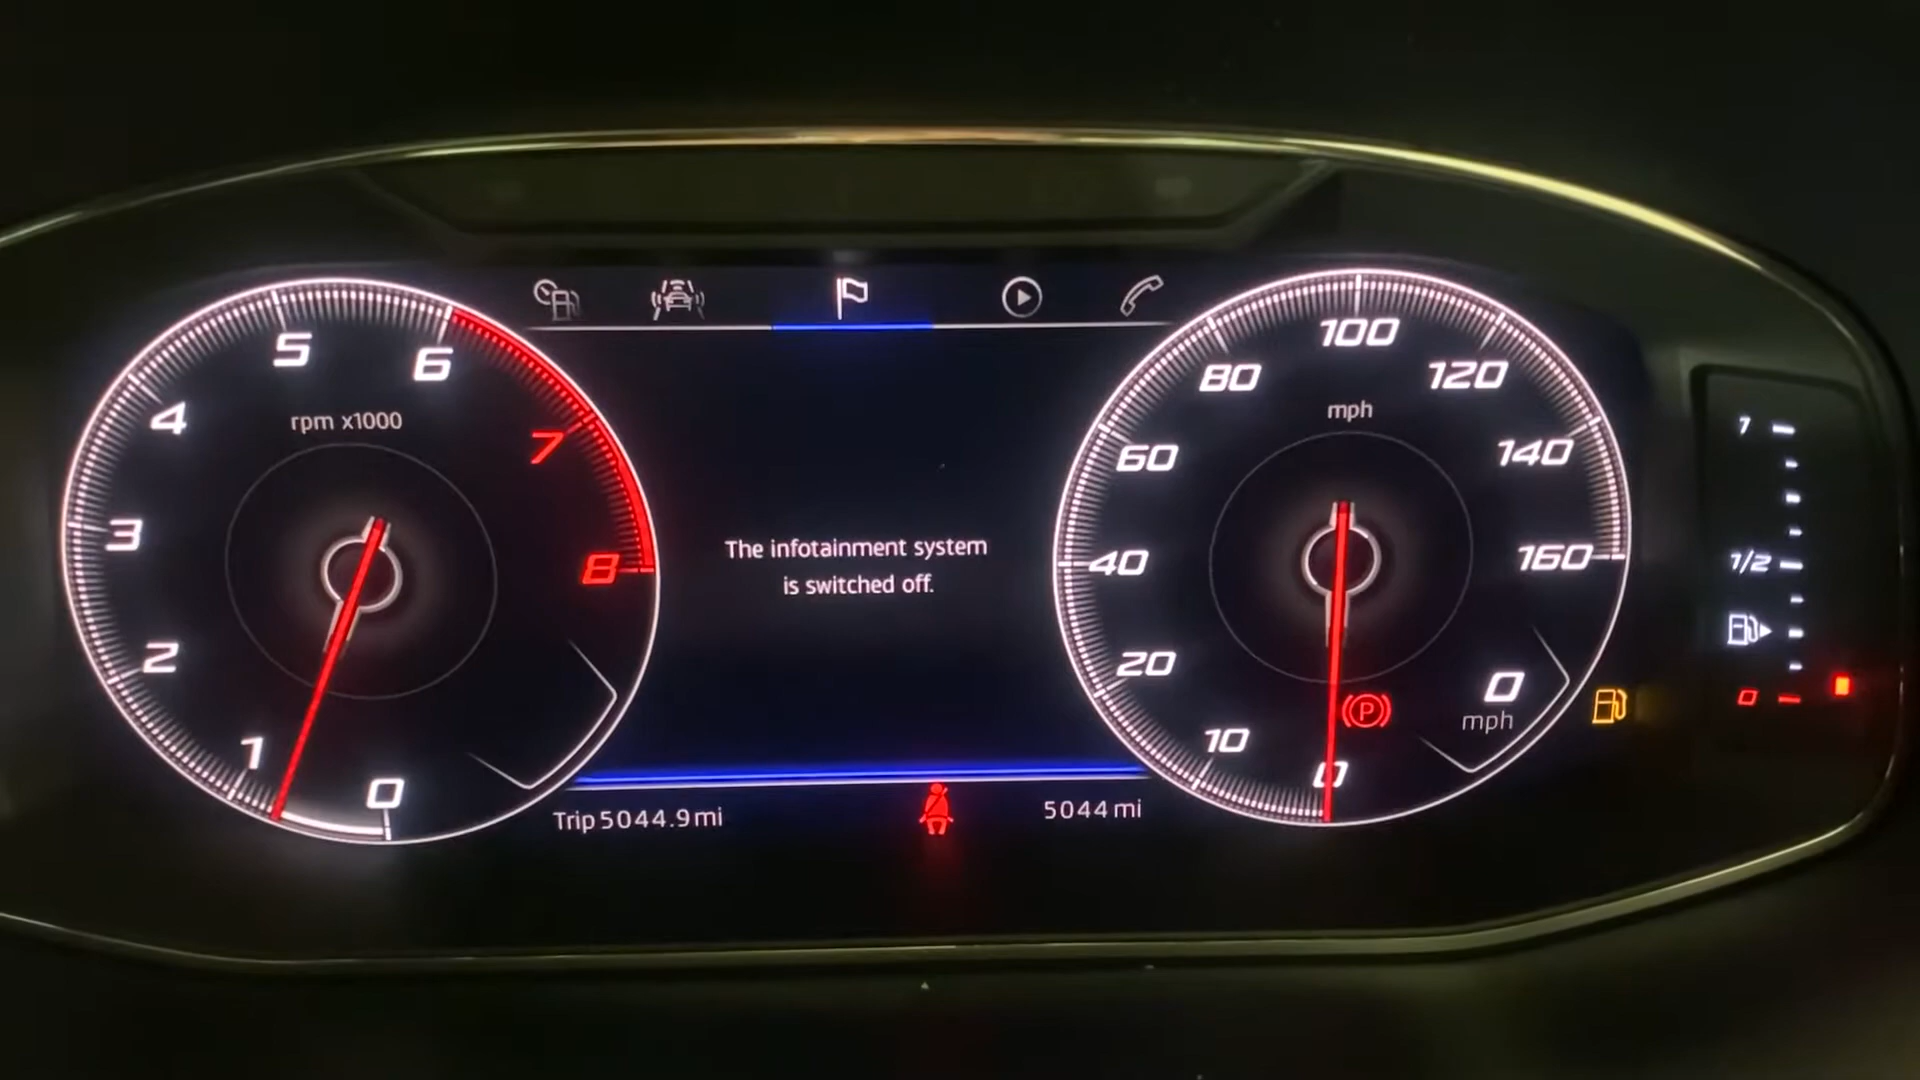 5
6
4
rpm x1000
7
3
8
2
1
0
The infotainment system
is switched off.
Trip 5044.9 mi
5044 mi
100
80
120
mph
60
140
40
160
20
0
mph
10
P
0
7
1/2
0